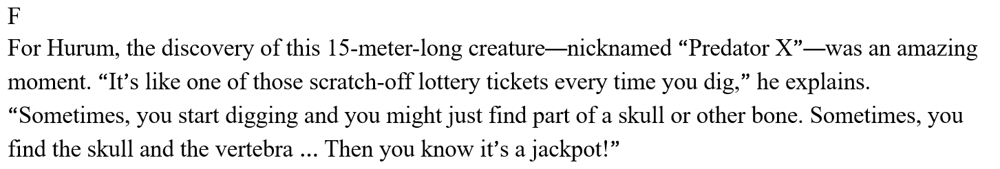 F
For Hurum, the discovery of this 15-meter-long creature—nicknamed “Predator X”—was an amazing
moment. “It’s like one of those scratch-off lottery tickets every time you dig,” he explains.
“Sometimes, you start digging and you might just find part of a skull or other bone. Sometimes, you
find the skull and the vertebra ... Then you know it’s a jackpot!”